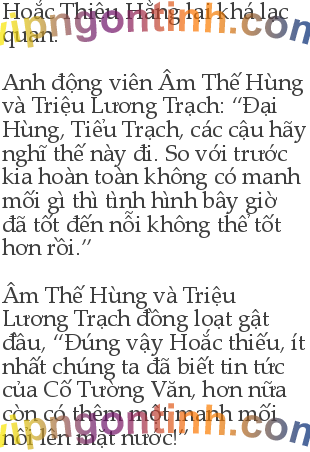 Hoắc Thiệu Hằng lại khá lạc
quan.
Anh động viên Âm Thế Hùng
và Triệu Lương Trạch: “Đại
Hùng, Tiểu Trạch, các cậu hãy
nghĩ thế này đi. So với trước
kia hoàn toàn không có manh
mối gì thì tình hình bây giờ
đã tốt đến nỗi không thể tốt
hơn rồi.”
Âm Thế Hùng và Triệu
Lương Trạch đồng loạt gật
đầu, “Đúng vậy Hoắc thiếu, ít
nhất chúng ta đã biết tin tức
của Cố Tường Văn, hơn nữa
còn có thêm một manh mối
nổi lên mặt nước!”
vipngontinh.com
vipngontinh.com